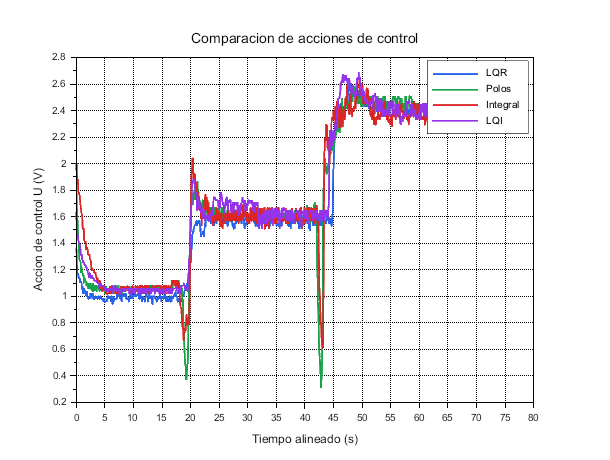 Comparacion de acciones de control
LQR
Polos
Integral
LQI
Accion de control U (V)
2.8
2.6
2.4
2.2
2
1.8
1.6
1.4
1.2
1
0.8
0.6
0.4
0.2
0 5 10 15 20 25 30 35 40 45 50 55 60 65 70 75 80
Tiempo alineado (s)